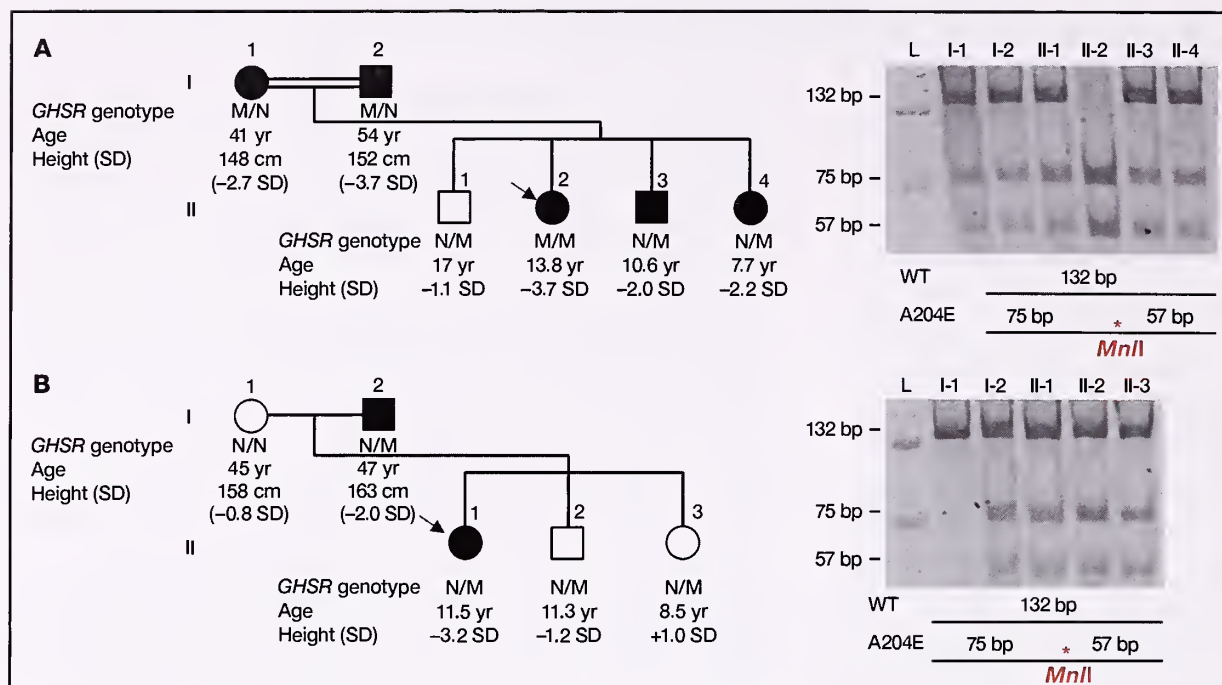 A
1 2
I
GHSR genotype M/N M/N
Age 41 yr 54 yr
Height (SD) 148 cm 152 cm
(–2.7 SD) (–3.7 SD)
1 2 3 4
II
GHSR genotype N/M M/M N/M N/M
Age 17 yr 13.8 yr 10.6 yr 7.7 yr
Height (SD) –1.1 SD –3.7 SD –2.0 SD –2.2 SD
L I-1 I-2 II-1 II-2 II-3 II-4
132 bp
75 bp
57 bp
WT 132 bp
A204E 75 bp * 57 bp
MnlI
B
1 2
I
GHSR genotype N/N N/M
Age 45 yr 47 yr
Height (SD) 158 cm 163 cm
(–0.8 SD) (–2.0 SD)
1 2 3
II
GHSR genotype N/M N/M N/M
Age 11.5 yr 11.3 yr 8.5 yr
Height (SD) –3.2 SD –1.2 SD +1.0 SD
L I-1 I-2 II-1 II-2 II-3
132 bp
75 bp
57 bp
WT 132 bp
A204E 75 bp * 57 bp
MnlI